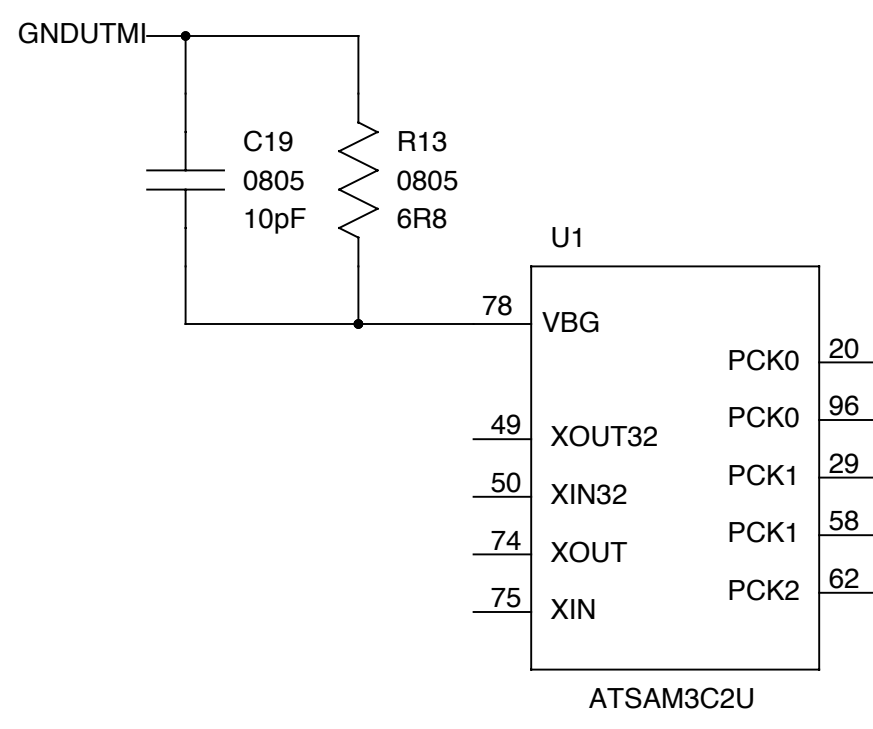 GNDUTMI
C19
0805
10pF
R13
0805
6R8
U1
78
VBG
PCK0
20
PCK0
96
49
XOUT32
PCK1
29
50
XIN32
PCK1
58
74
XOUT
PCK2
62
75
XIN
ATSAM3C2U